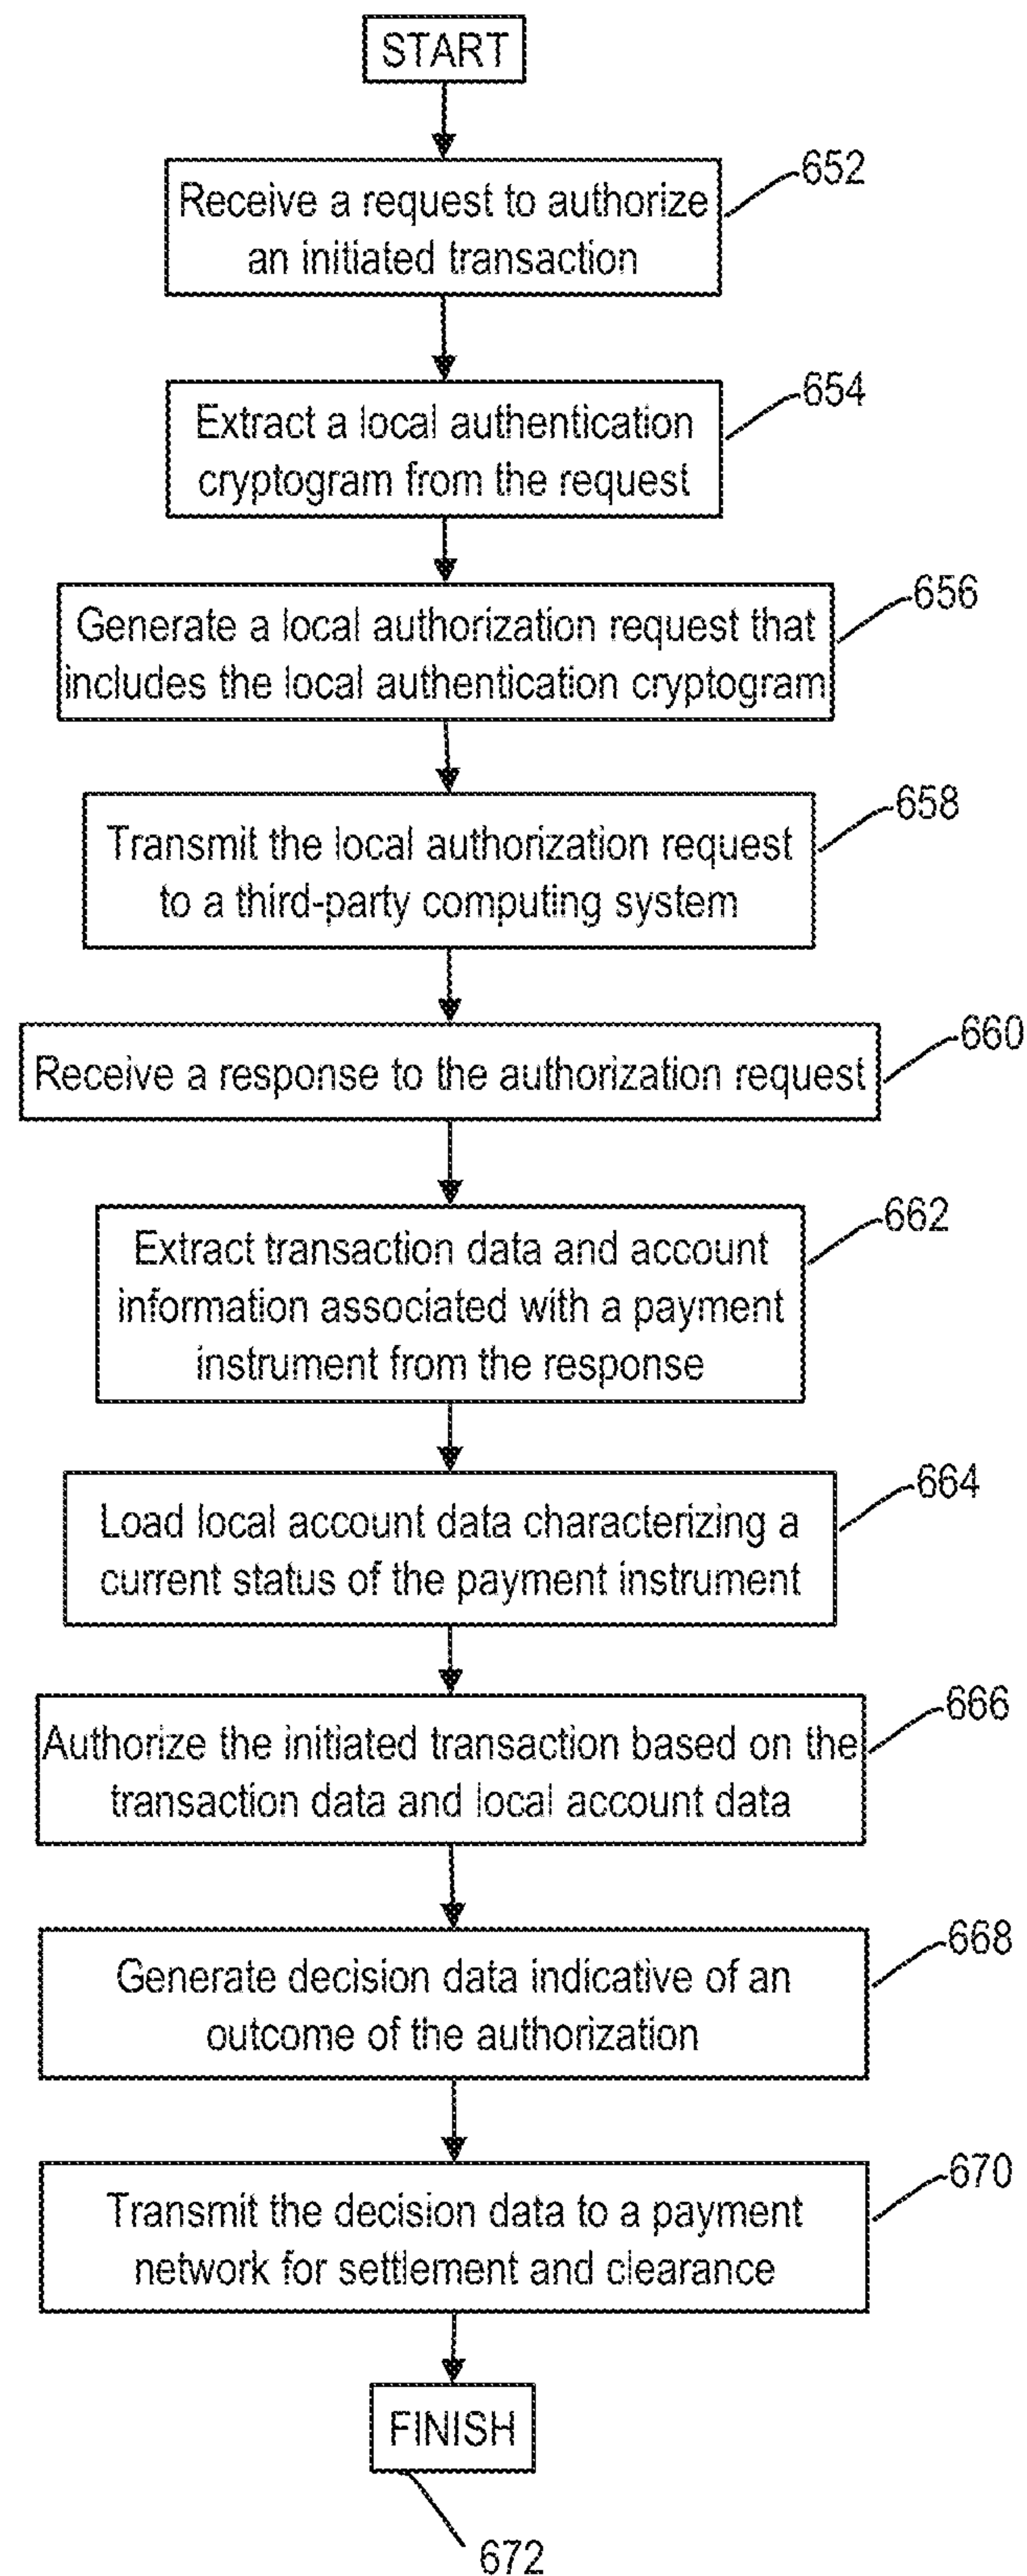 START
652
Receive a request to authorize
an initiated transaction
654
Extract a local authentication
cryptogram from the request
656
Generate a local authorization request that
includes the local authentication cryptogram
658
Transmit the local authorization request
to a third-party computing system
660
Receive a response to the authorization request
662
Extract transaction data and account
information associated with a payment
instrument from the response
664
Load local account data characterizing a
current status of the payment instrument
666
Authorize the initiated transaction based on the
transaction data and local account data
668
Generate decision data indicative of an
outcome of the authorization
670
Transmit the decision data to a payment
network for settlement and clearance
FINISH
672